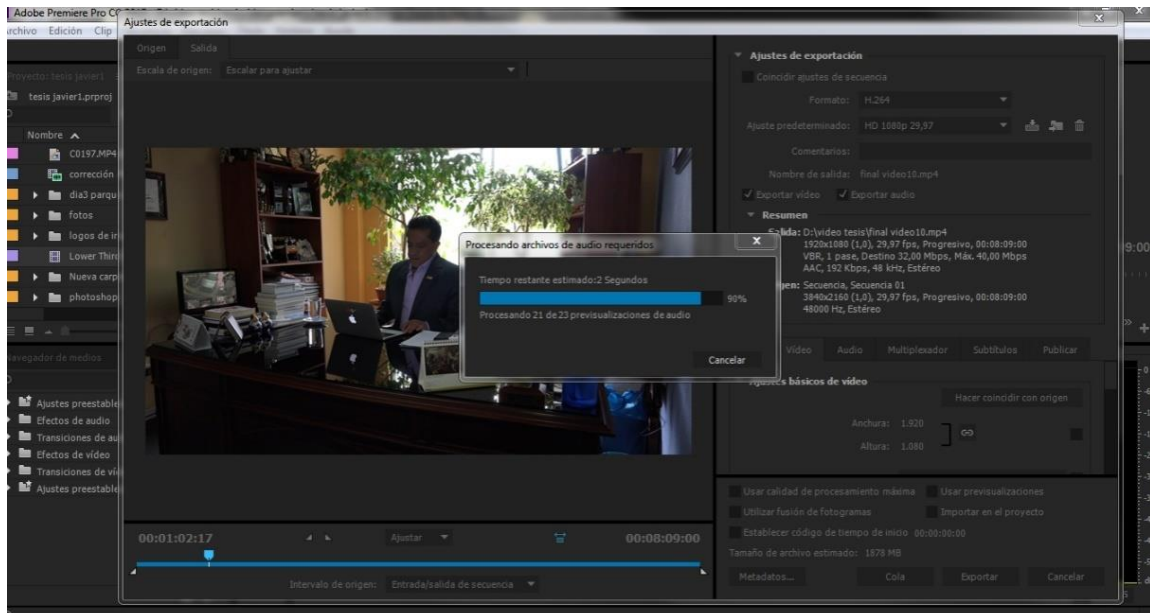 Adobe Premiere Pro CC
Archivo Edición Clip
Proyecto: tesis javier1
tesis javier1.prproj
Nombre
C0197.MP4
corrección
dia3 parqu
fotos
logos de in
Lower Thir
Nueva carp
photoshop
Navegador de medios
Ajustes preestable
Efectos de audio
Transiciones de au
Efectos de vídeo
Transiciones de ví
Ajustes preestable
Ajustes de exportación
Origen Salida
Escala de origen: Escalar para ajustar
Procesando archivos de audio requeridos
Tiempo restante estimado:2 Segundos
90%
Procesando 21 de 23 previsualizaciones de audio
Cancelar
00:01:02:17 Ajustar 00:08:09:00
Intervalo de origen: Entrada/salida de secuencia
Ajustes de exportación
Coincidir ajustes de secuencia
Formato: H.264
Ajuste predeterminado: HD 1080p 29,97
Comentarios:
Nombre de salida: final video10.mp4
Exportar vídeo Exportar audio
Resumen
Salida: D:\video tesis\final video10.mp4
1920x1080 (1,0), 29,97 fps, Progresivo, 00:08:09:00
VBR, 1 pase, Destino 32,00 Mbps, Máx. 40,00 Mbps
AAC, 192 Kbps, 48 kHz, Estéreo
gen: Secuencia, Secuencia 01
3840x2160 (1,0), 29,97 fps, Progresivo, 00:08:09:00
48000 Hz, Estéreo
Vídeo Audio Multiplexador Subtítulos Publicar
Ajustes básicos de vídeo
Hacer coincidir con origen
Anchura: 1.920
Altura: 1.080
Usar calidad de procesamiento máxima Usar previsualizaciones
Utilizar fusión de fotogramas Importar en el proyecto
Establecer código de tiempo de inicio 00:00:00:00
Tamaño de archivo estimado: 1878 MB
Metadatos... Cola Exportar Cancelar
9:00